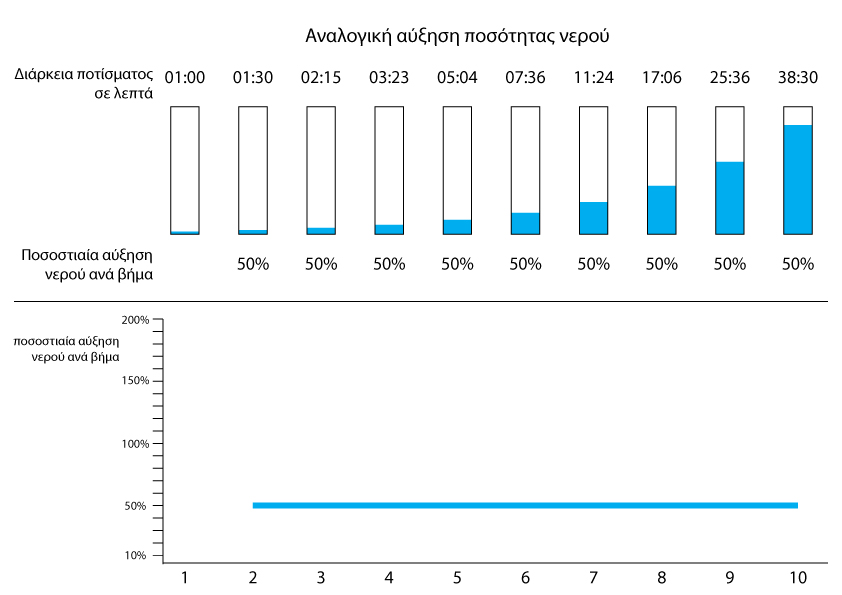 Αναλογική αύξηση ποσότητας νερού
Διάρκεια ποτίσματος
σε λεπτά
01:00 01:30 02:15 03:23 05:04 07:36 11:24 17:06 25:36 38:30
Ποσοστιαία αύξηση
νερού ανά βήμα
50% 50% 50% 50% 50% 50% 50% 50% 50%
ποσοστιαία αύξηση
νερού ανά βήμα
200%
150%
100%
50%
10%
1 2 3 4 5 6 7 8 9 10